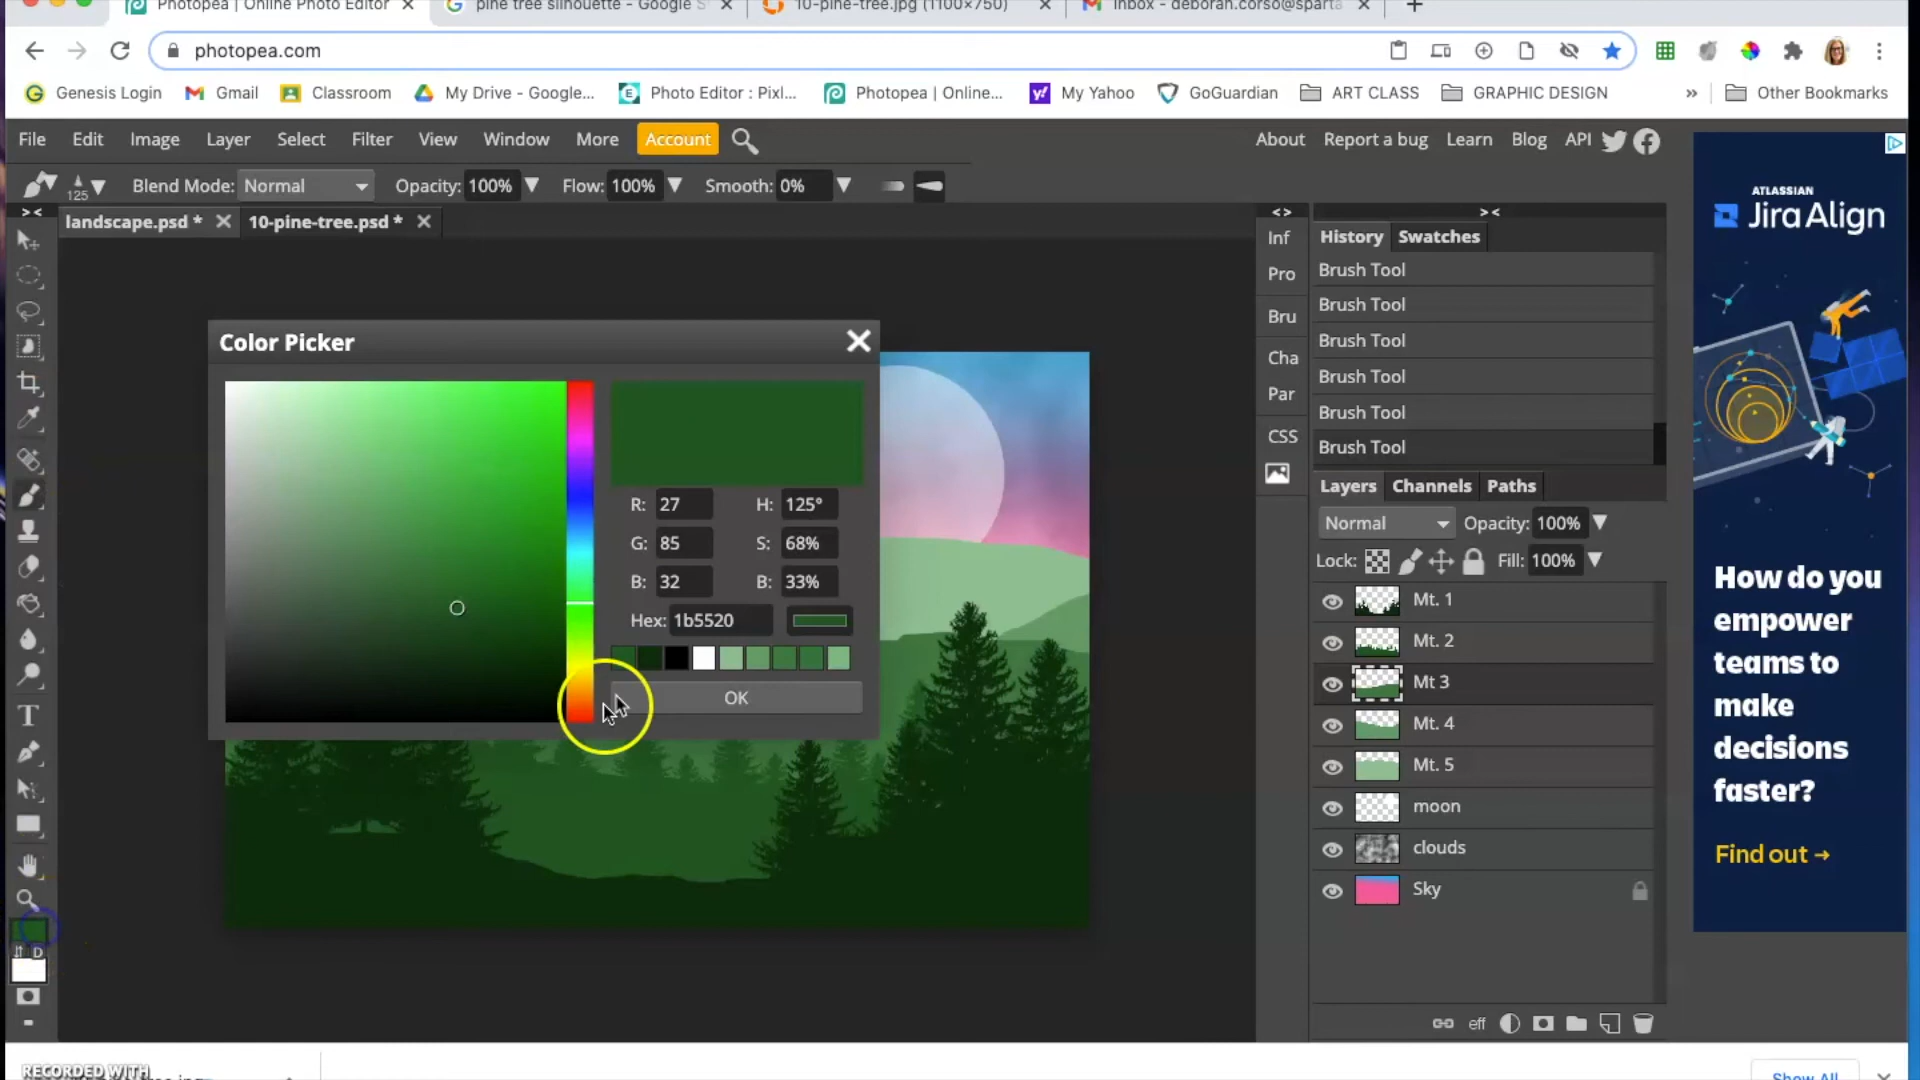 Photopea | Online Photo Editor
pine tree silhouette - Google S
10-pine-tree.jpg (1100×750)
Inbox - deborah.corso@sparta
photopea.com
Genesis Login
Gmail
Classroom
My Drive - Google...
Photo Editor : Pixl...
Photopea | Online...
My Yahoo
GoGuardian
ART CLASS
GRAPHIC DESIGN
»
Other Bookmarks
File Edit Image Layer Select Filter View Window More Account
About Report a bug Learn Blog API
125 Blend Mode: Normal Opacity: 100% Flow: 100% Smooth: 0%
> <
landscape.psd *
10-pine-tree.psd *
< >
> <
Inf
Pro
Bru
Cha
Par
CSS
History Swatches
Brush Tool
Brush Tool
Brush Tool
Brush Tool
Brush Tool
Brush Tool
Color Picker
R: 27 H: 125°
G: 85 S: 68%
B: 32 B: 33%
Hex: 1b5520
OK
Layers Channels Paths
Normal Opacity: 100%
Lock: Fill: 100%
Mt. 1
Mt. 2
Mt 3
Mt. 4
Mt. 5
moon
clouds
Sky
eff
T
D
ATLASSIAN
Jira Align
How do you
empower
teams to
make
decisions
faster?
Find out →
RECORDED WITH
Show All